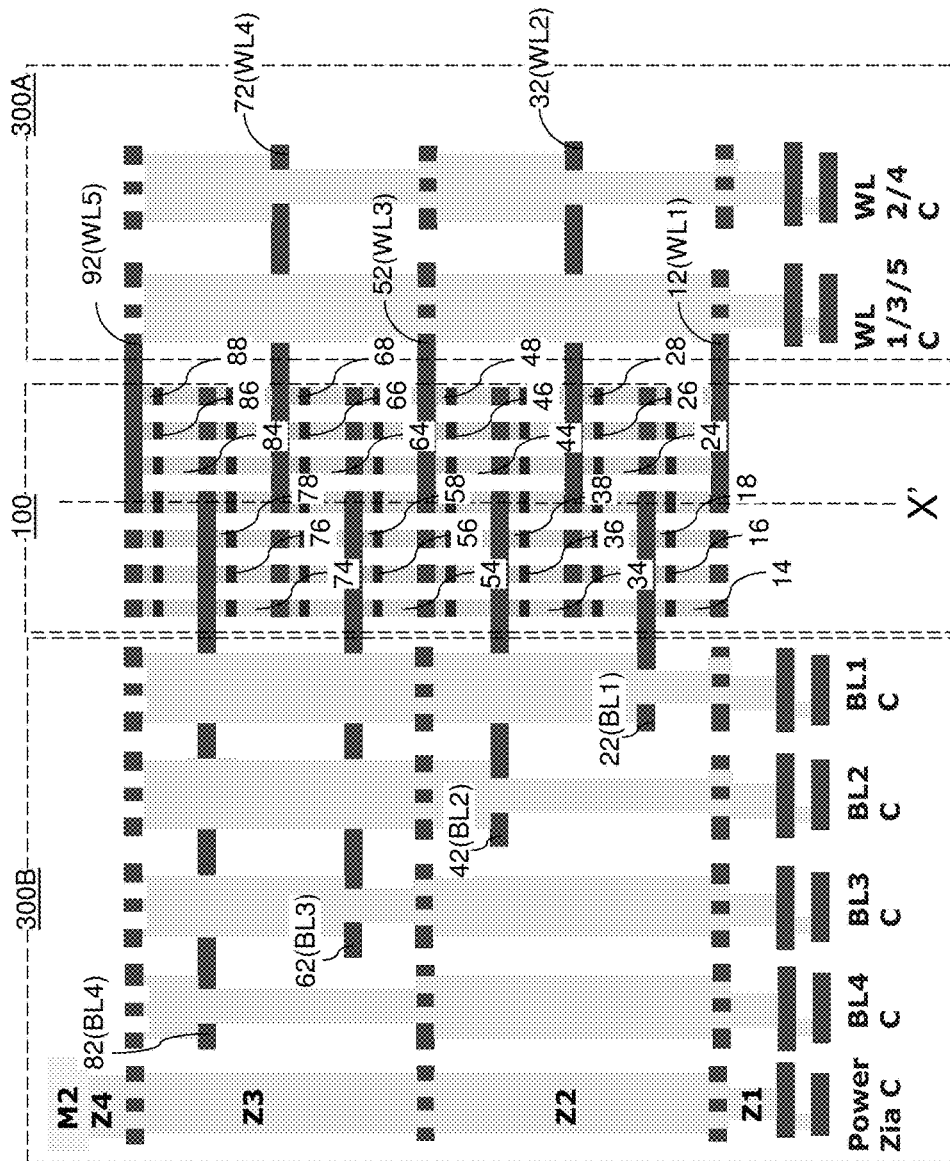 300B
100
300A
M2
Z4
Z3
Z2
Z1
82(BL4)
62(BL3)
42(BL2)
22(BL1)
92(WL5)
72(WL4)
52(WL3)
32(WL2)
12(WL1)
88
86
84
78
76
74
68
66
64
58
56
54
48
46
44
38
36
34
28
26
24
18
16
14
X'
Power
Zia C
BL4
C
BL3
C
BL2
C
BL1
C
WL
1/3/5
C
WL
2/4
C